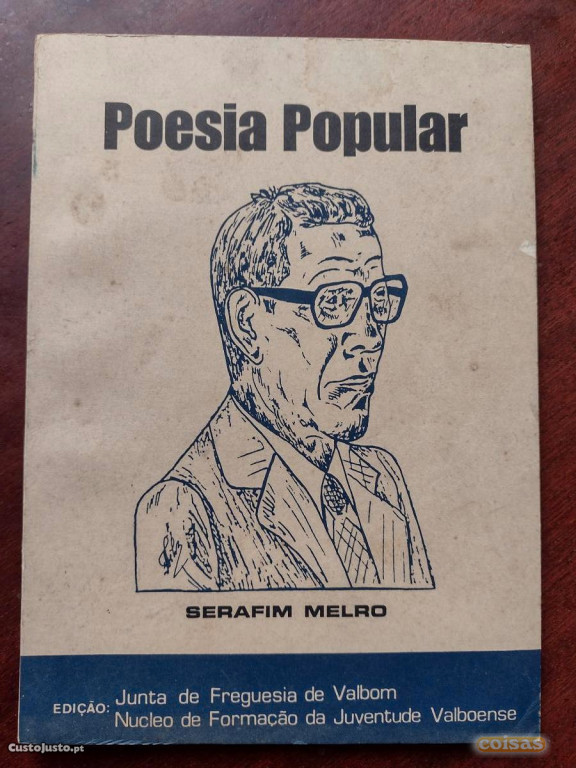 Poesia Popular
SERAFIM MELRO
EDIÇÃO: Junta de Freguesia de Valbom
Nucleo de Formação da Juventude Valboense
CustoJusto.pt
coisas